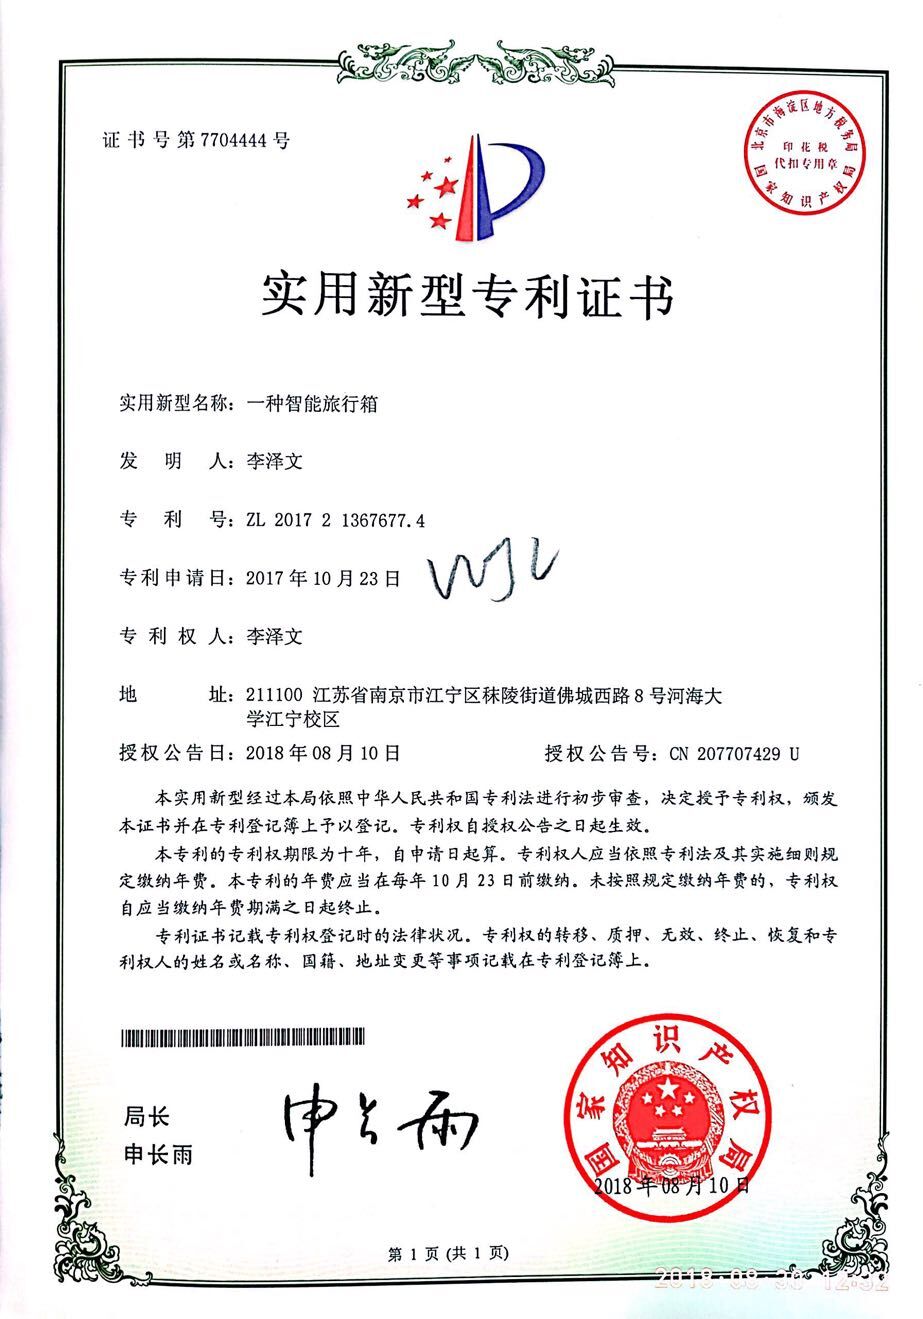 证书号第7704444号
北京市海淀区地方税务局
印花税
代扣专用章
国家知识产权局
实用新型专利证书
实用新型名称：一种智能旅行箱
发明人：李泽文
专利号：ZL 2017 2 1367677.4
专利申请日：2017年10月23日
专利权人：李泽文
地址：211100 江苏省南京市江宁区秣陵街道佛城西路8号河海大
学江宁校区
授权公告日：2018年08月10日 授权公告号：CN 207707429 U
本实用新型经过本局依照中华人民共和国专利法进行初步审查，决定授予专利权，颁发
本证书并在专利登记簿上予以登记。专利权自授权公告之日起生效。
本专利的专利权期限为十年，自申请日起算。专利权人应当依照专利法及其实施细则规
定缴纳年费。本专利的年费应当在每年10月23日前缴纳。未按照规定缴纳年费的，专利权
自应当缴纳年费期满之日起终止。
专利证书记载专利权登记时的法律状况。专利权的转移、质押、无效、终止、恢复和专
利权人的姓名或名称、国籍、地址变更等事项记载在专利登记簿上。
局长
申长雨
申长雨
国家知识产权局
2018年08月10日
第1页(共1页)